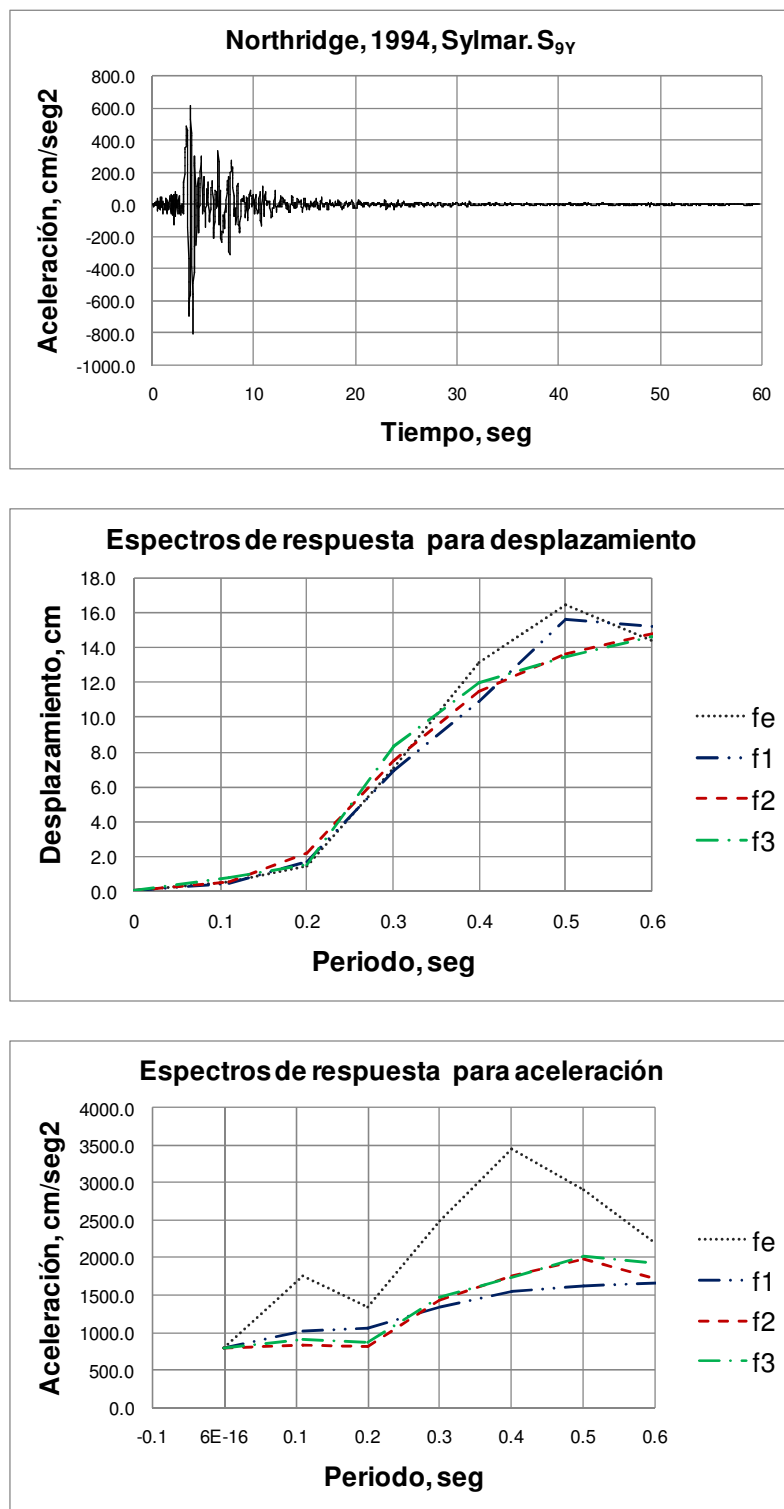 Northridge, 1994, Sylmar. S9Y
Aceleración, cm/seg2
800.0
600.0
400.0
200.0
0.0
-200.0
-400.0
-600.0
-800.0
-1000.0
0 10 20 30 40 50 60
Tiempo, seg
Espectros de respuesta para desplazamiento
Desplazamiento, cm
18.0
16.0
14.0
12.0
10.0
8.0
6.0
4.0
2.0
0.0
0 0.1 0.2 0.3 0.4 0.5 0.6
Periodo, seg
fe
f1
f2
f3
Espectros de respuesta para aceleración
Aceleración, cm/seg2
4000.0
3500.0
3000.0
2500.0
2000.0
1500.0
1000.0
500.0
0.0
-0.1 6E-16 0.1 0.2 0.3 0.4 0.5 0.6
Periodo, seg
fe
f1
f2
f3